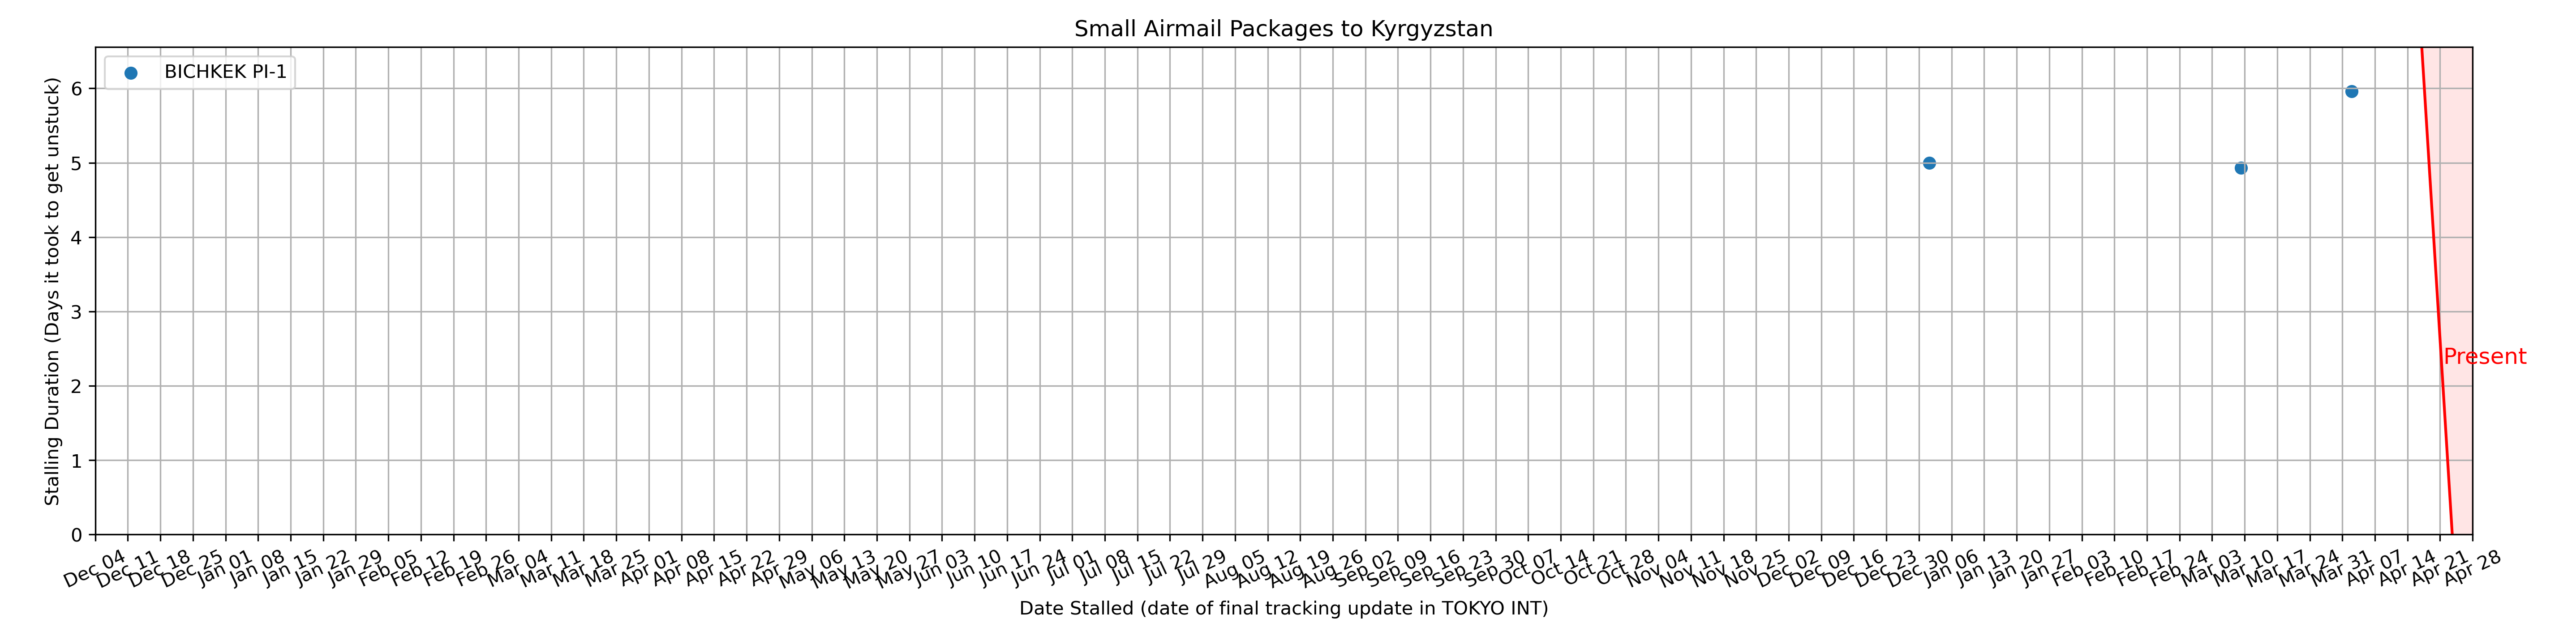 Small Airmail Packages to Kyrgyzstan
BICHKEK PI-1
Stalling Duration (Days it took to get unstuck)
6
5
4
3
2
1
0
Present
Dec 04 Dec 11 Dec 18 Dec 25 Jan 01 Jan 08 Jan 15 Jan 22 Jan 29 Feb 05 Feb 12 Feb 19 Feb 26 Mar 04 Mar 11 Mar 18 Mar 25 Apr 01 Apr 08 Apr 15 Apr 22 Apr 29 May 06 May 13 May 20 May 27 Jun 03 Jun 10 Jun 17 Jun 24 Jul 01 Jul 08 Jul 15 Jul 22 Jul 29 Aug 05 Aug 12 Aug 19 Aug 26 Sep 02 Sep 09 Sep 16 Sep 23 Sep 30 Oct 07 Oct 14 Oct 21 Oct 28 Nov 04 Nov 11 Nov 18 Nov 25 Dec 02 Dec 09 Dec 16 Dec 23 Dec 30 Jan 06 Jan 13 Jan 20 Jan 27 Feb 03 Feb 10 Feb 17 Feb 24 Mar 03 Mar 10 Mar 17 Mar 24 Mar 31 Apr 07 Apr 14 Apr 21 Apr 28
Date Stalled (date of final tracking update in TOKYO INT)